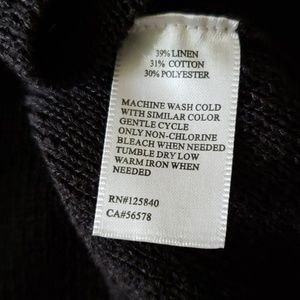 39% LINEN
31% COTTON
30% POLYESTER
MACHINE WASH COLD
WITH SIMILAR COLOR
GENTLE CYCLE
ONLY NON-CHLORINE
BLEACH WHEN NEEDED
TUMBLE DRY LOW
WARM IRON WHEN
NEEDED
RN#125840
CA#56578